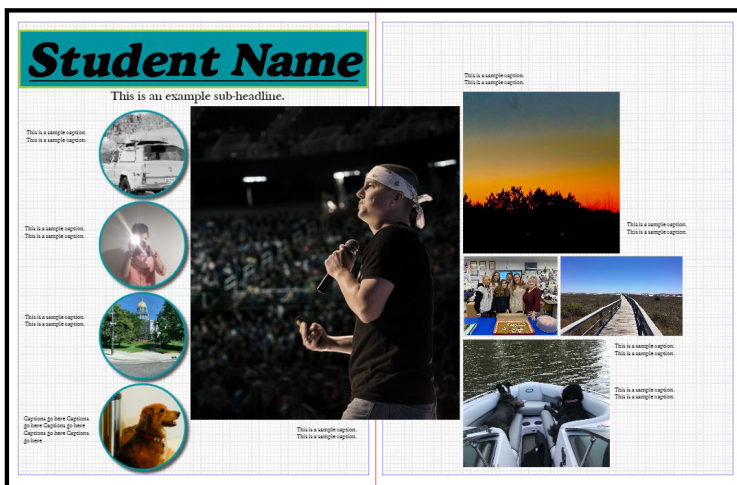 Student Name
This is an example sub-headline.
This is a sample caption.
This is a sample caption.
This is a sample caption.
This is a sample caption.
This is a sample caption.
This is a sample caption.
Captions go here Captions
go here Captions go here
Captions go here Captions
go here
This is a sample caption.
This is a sample caption.
This is a sample caption.
This is a sample caption.
This is a sample caption.
This is a sample caption.
This is a sample caption.
This is a sample caption.
This is a sample caption.
This is a sample caption.